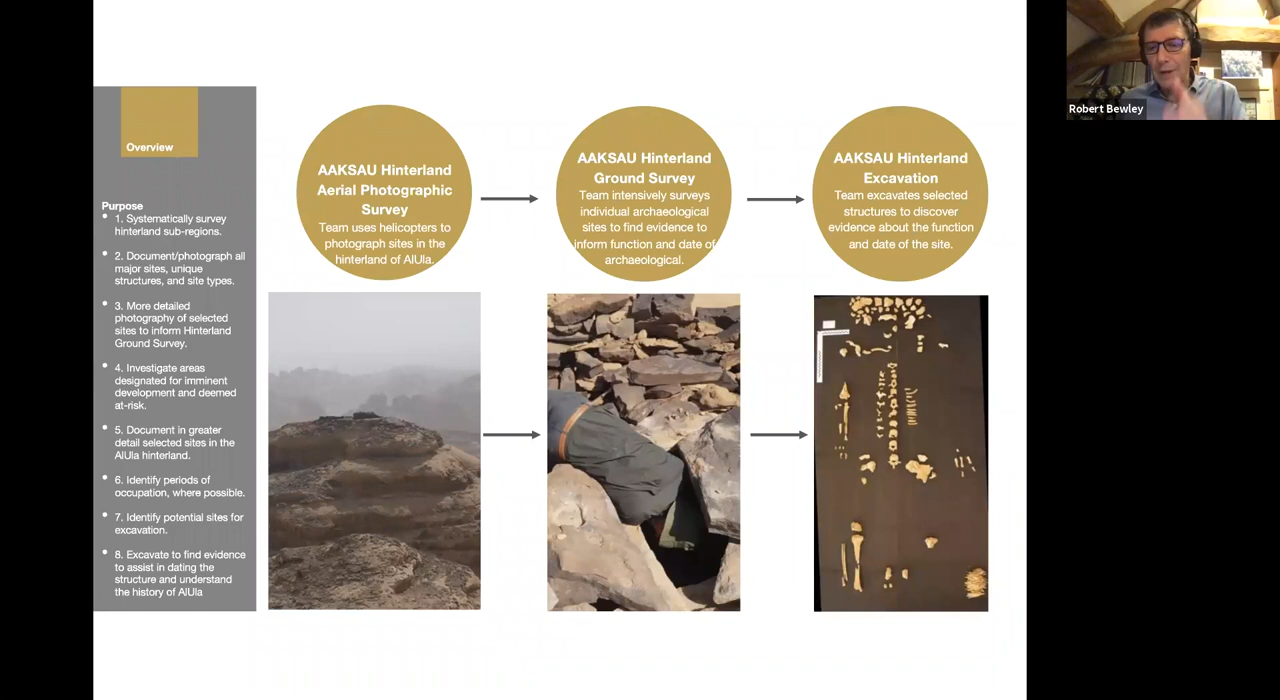 Overview
Purpose
• 1. Systematically survey
hinterland sub-regions.
• 2. Document/photograph all
major sites, unique
structures, and site types.
• 3. More detailed
photography of selected
sites to inform Hinterland
Ground Survey.
• 4. Investigate areas
designated for imminent
development and deemed
at-risk.
• 5. Document in greater
detail selected sites in the
AlUla hinterland.
• 6. Identify periods of
occupation, where possible.
• 7. Identify potential sites for
excavation.
• 8. Excavate to find evidence
to assist in dating the
structure and understand
the history of AlUla
AAKSAU Hinterland
Aerial Photographic
Survey
Team uses helicopters to
photograph sites in the
hinterland of AlUla.
AAKSAU Hinterland
Ground Survey
Team intensively surveys
individual archaeological
sites to find evidence to
inform function and date of
archaeological.
AAKSAU Hinterland
Excavation
Team excavates selected
structures to discover
evidence about the function
and date of the site.
Robert Bewley